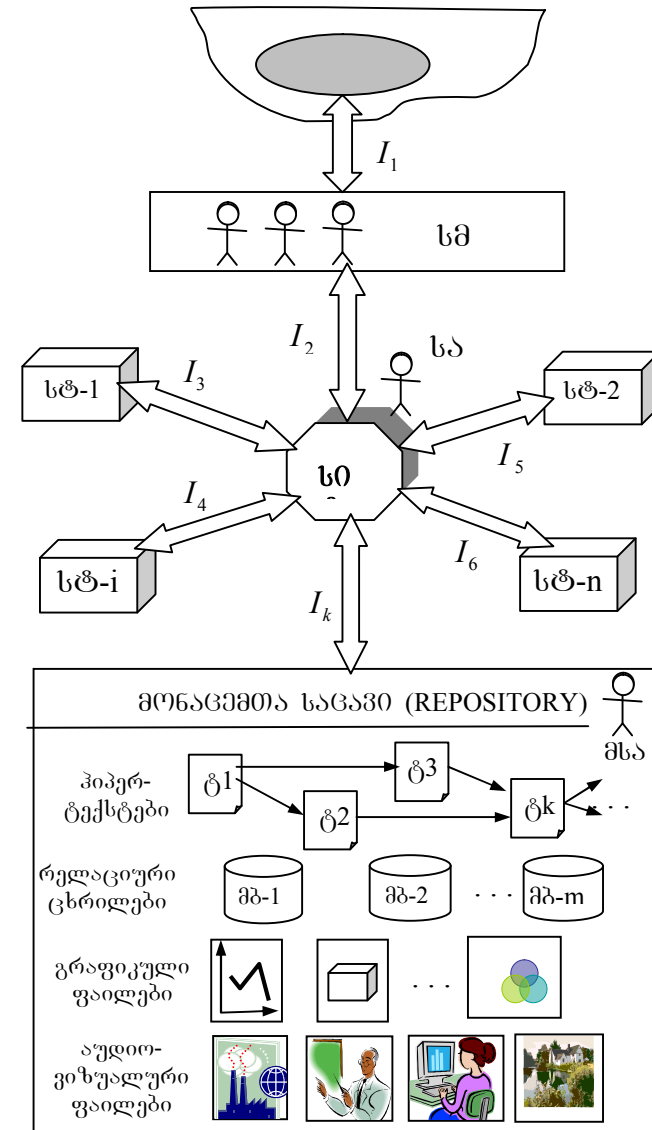 I₁
სმ
I₂
სა
სტ-1
I₃
სტ-2
სი
I₅
I₄
სტ-i
I₆
სტ-n
Iₖ
მონაცემთა საცავი (REPOSITORY)
მსა
ჰიპერ-
ტექსტები
ტ1
ტ3
ტ2
ტk
. . .
რელაციური
ცხრილები
მბ-1
მბ-2
. . .
მბ-m
გრაფიკული
ფაილები
. . .
აუდიო-
ვიზუალური
ფაილები